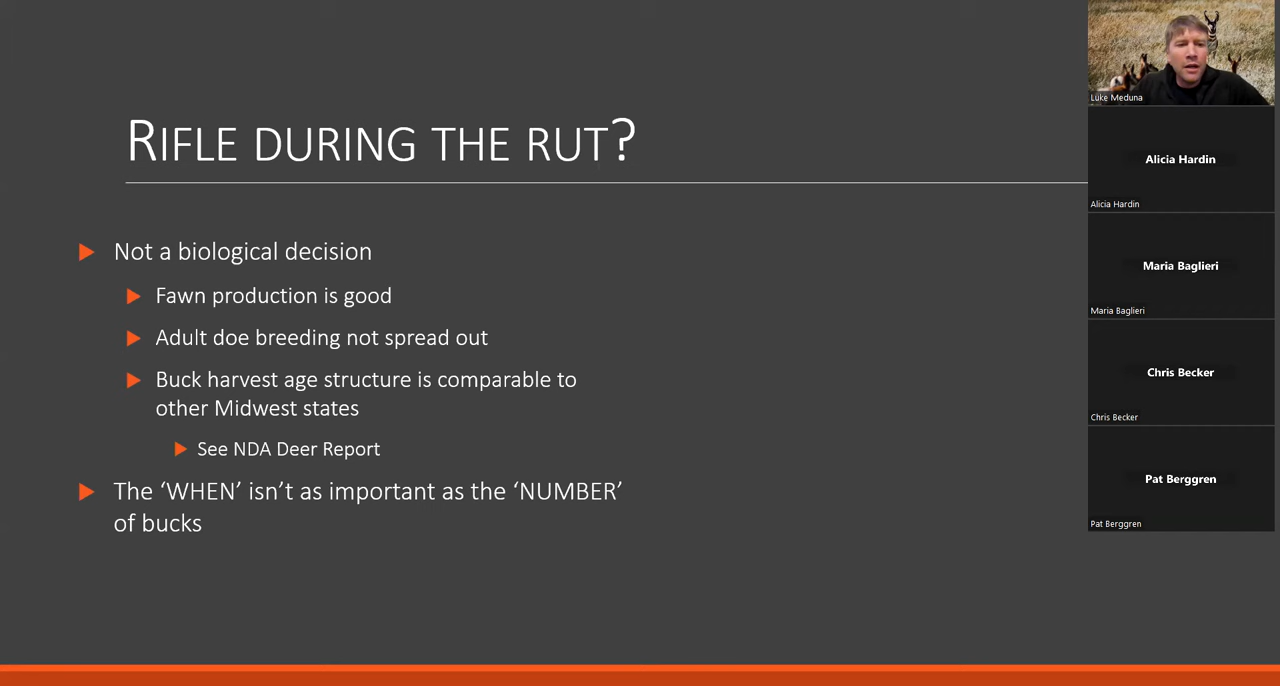 RIFLE DURING THE RUT?
Not a biological decision
Fawn production is good
Adult doe breeding not spread out
Buck harvest age structure is comparable to
other Midwest states
See NDA Deer Report
The ‘WHEN’ isn’t as important as the ‘NUMBER’
of bucks
Luke Meduna
Alicia Hardin
Alicia Hardin
Maria Baglieri
Maria Baglieri
Chris Becker
Chris Becker
Pat Berggren
Pat Berggren